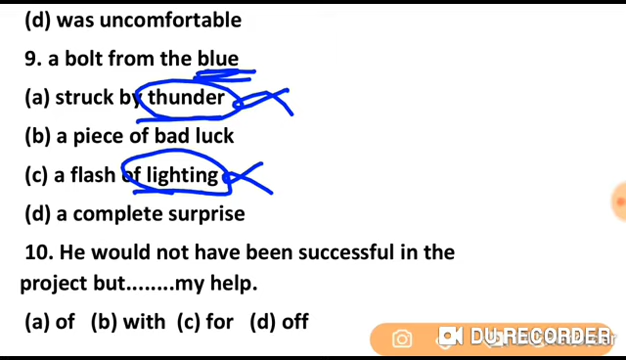 (d) was uncomfortable
9. a bolt from the blue
(a) struck by thunder
(b) a piece of bad luck
(c) a flash of lighting
(d) a complete surprise
10. He would not have been successful in the
project but........my help.
(a) of (b) with (c) for (d) off
DU RECORDER